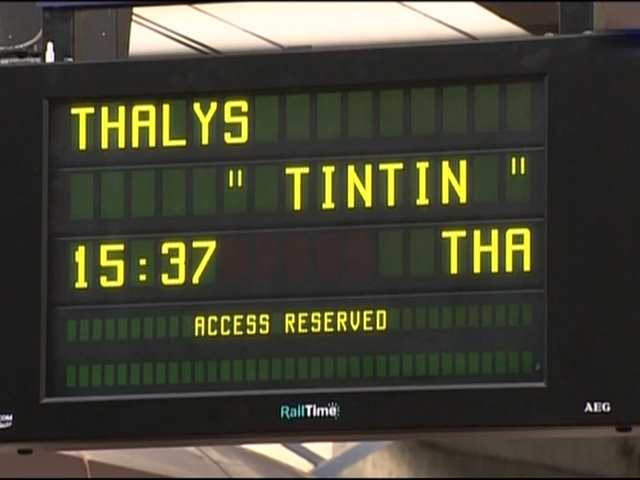 THALYS
" TINTIN "
15:37 THA
ACCESS RESERVED
RailTime
AEG